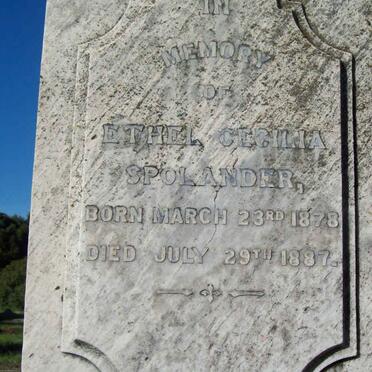 IN
MEMORY
OF
ETHEL CECILIA
SPOLANDER,
BORN MARCH 23RD 1878
DIED JULY 29TH 1887.